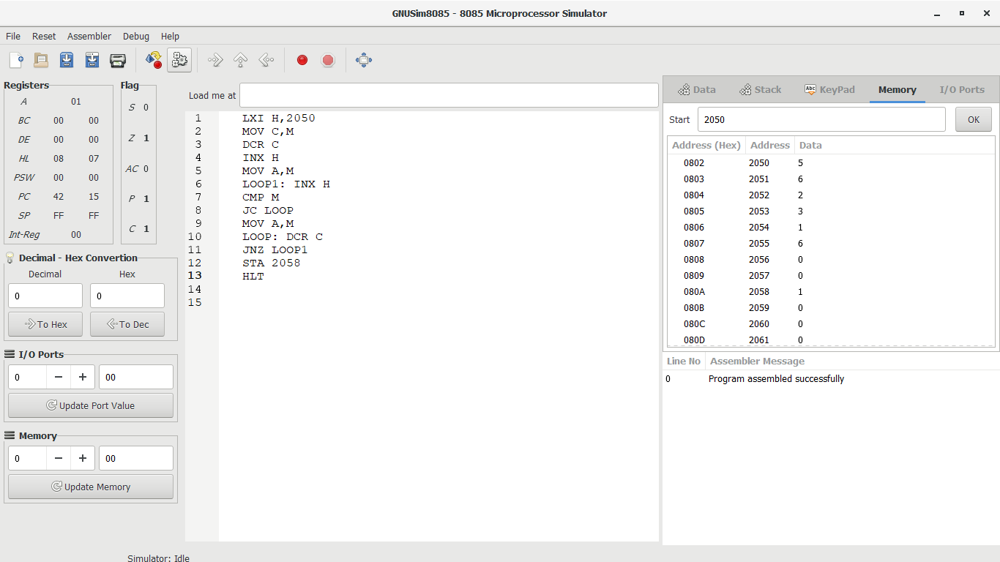 GNUSim8085 - 8085 Microprocessor Simulator
File Reset Assembler Debug Help
Registers
A 01
BC 00 00
DE 00 00
HL 08 07
PSW 00 00
PC 42 15
SP FF FF
Int-Reg 00
Flag
S 0
Z 1
AC 0
P 1
C 1
Decimal - Hex Convertion
Decimal Hex
0 0
To Hex To Dec
I/O Ports
0 − + 00
Update Port Value
Memory
0 − + 00
Update Memory
Load me at
1 LXI H,2050
2 MOV C,M
3 DCR C
4 INX H
5 MOV A,M
6 LOOP1: INX H
7 CMP M
8 JC LOOP
9 MOV A,M
10 LOOP: DCR C
11 JNZ LOOP1
12 STA 2058
13 HLT
14
15
Data Stack Abc KeyPad Memory I/O Ports
Start 2050 OK
Address (Hex) Address Data
0802 2050 5
0803 2051 6
0804 2052 2
0805 2053 3
0806 2054 1
0807 2055 6
0808 2056 0
0809 2057 0
080A 2058 1
080B 2059 0
080C 2060 0
080D 2061 0
Line No Assembler Message
0 Program assembled successfully
Simulator: Idle